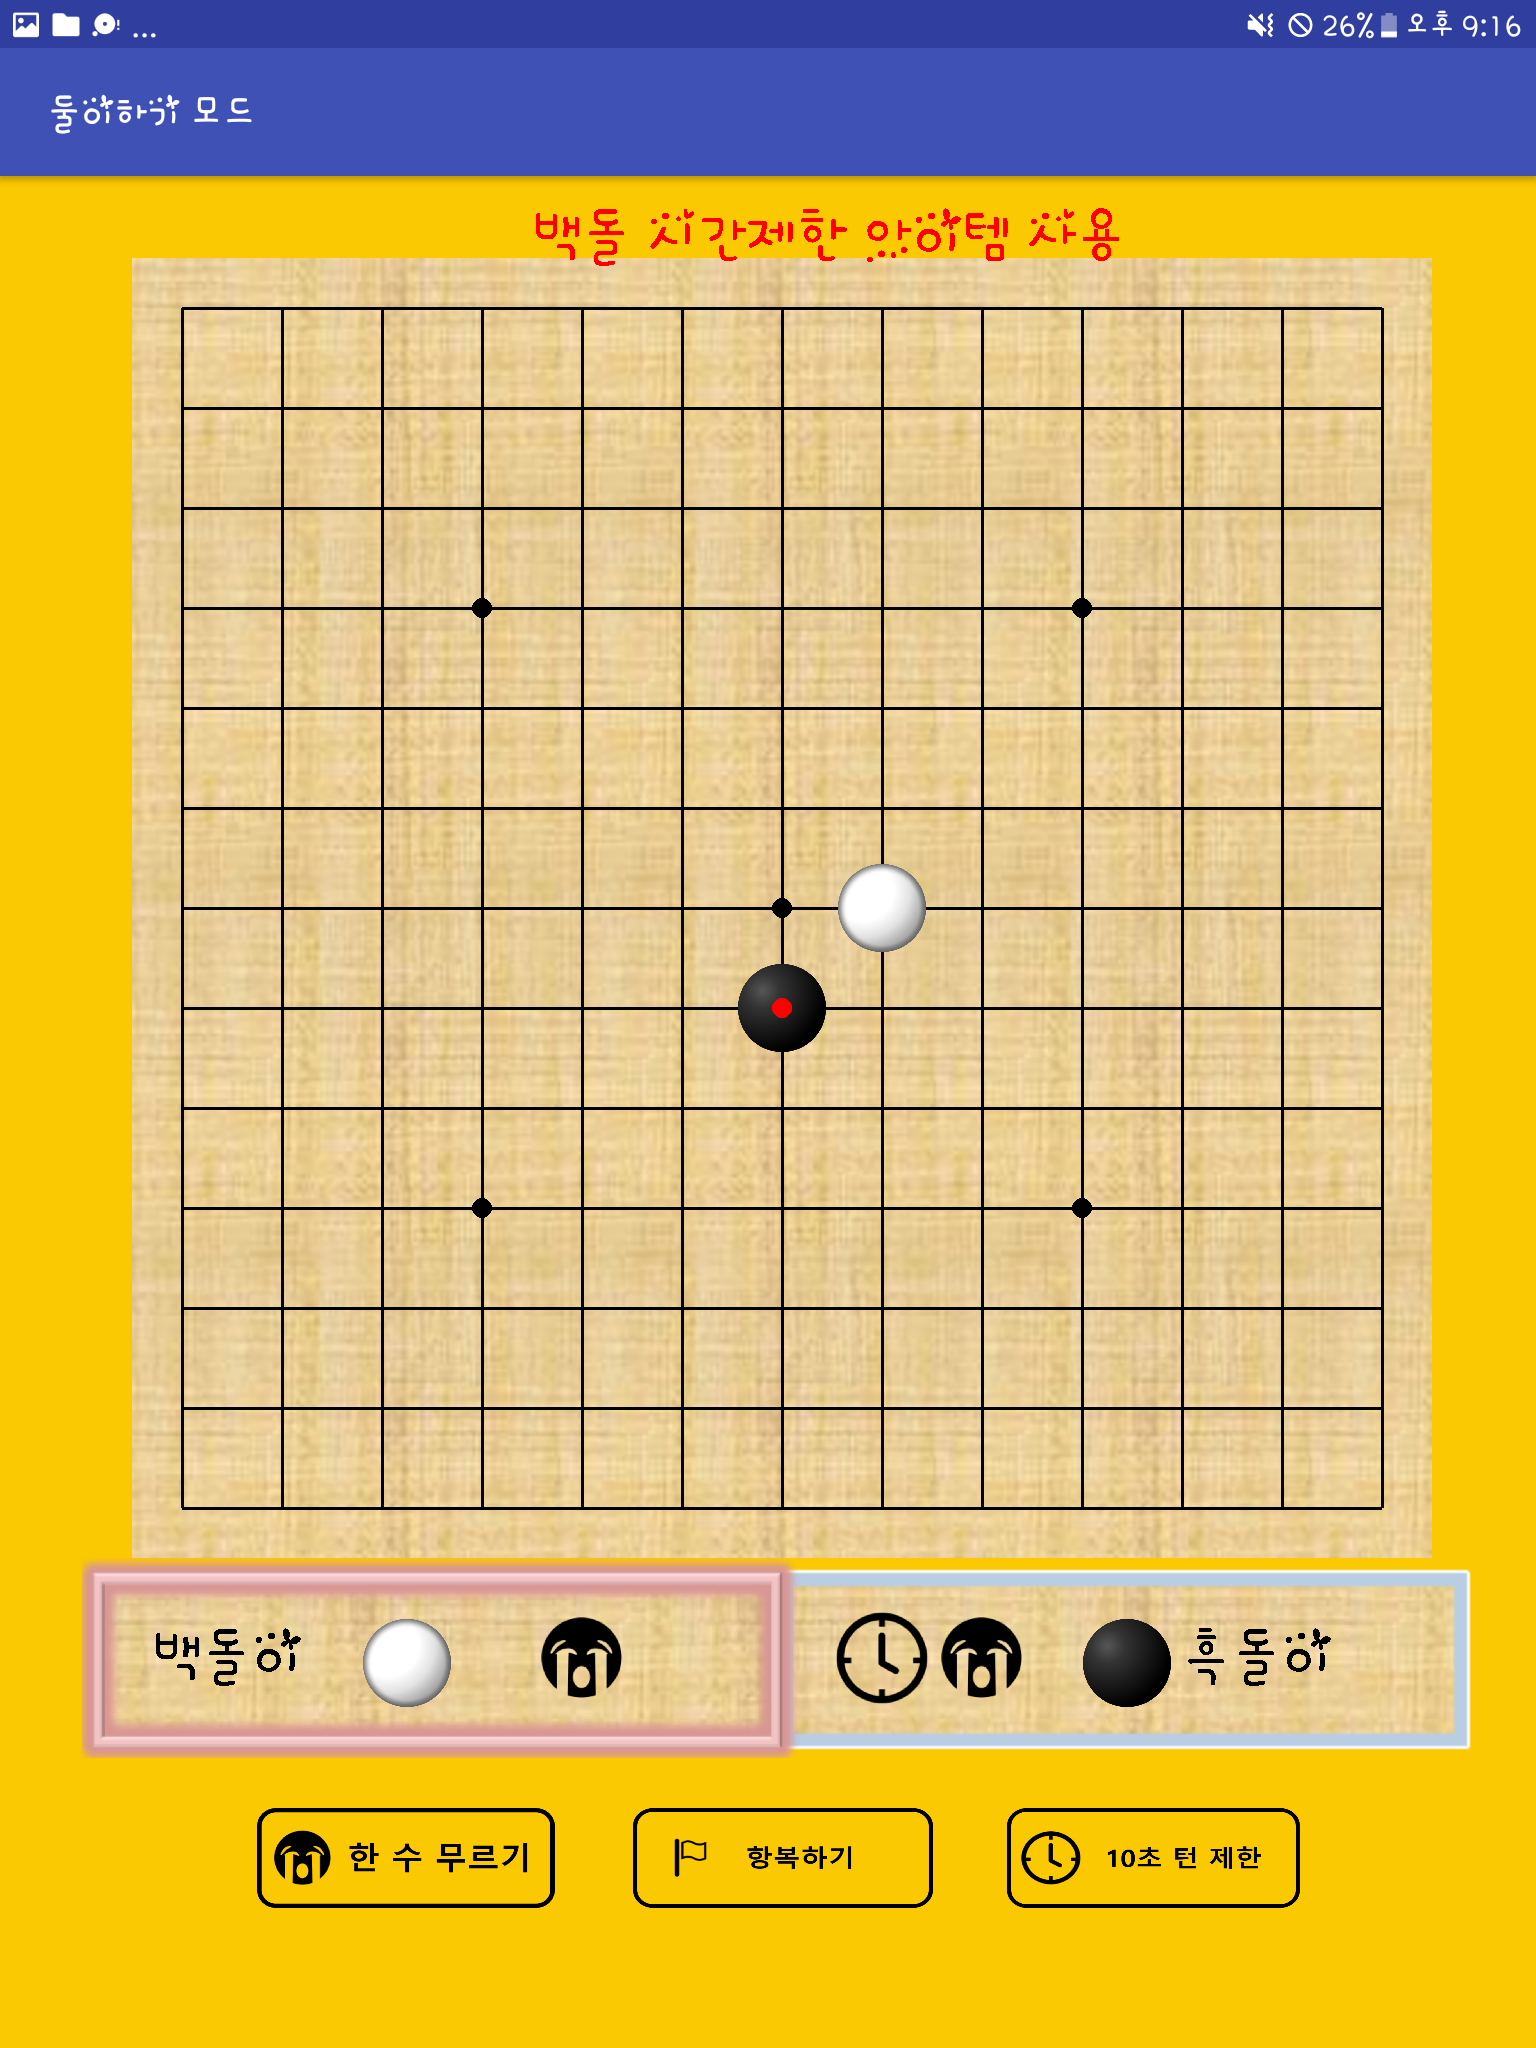 ... 26% 오후 9:16
둘이하기 모드
백돌 시간제한 아이템 사용
백돌이 흑돌이
한 수 무르기 항복하기 10초 턴 제한